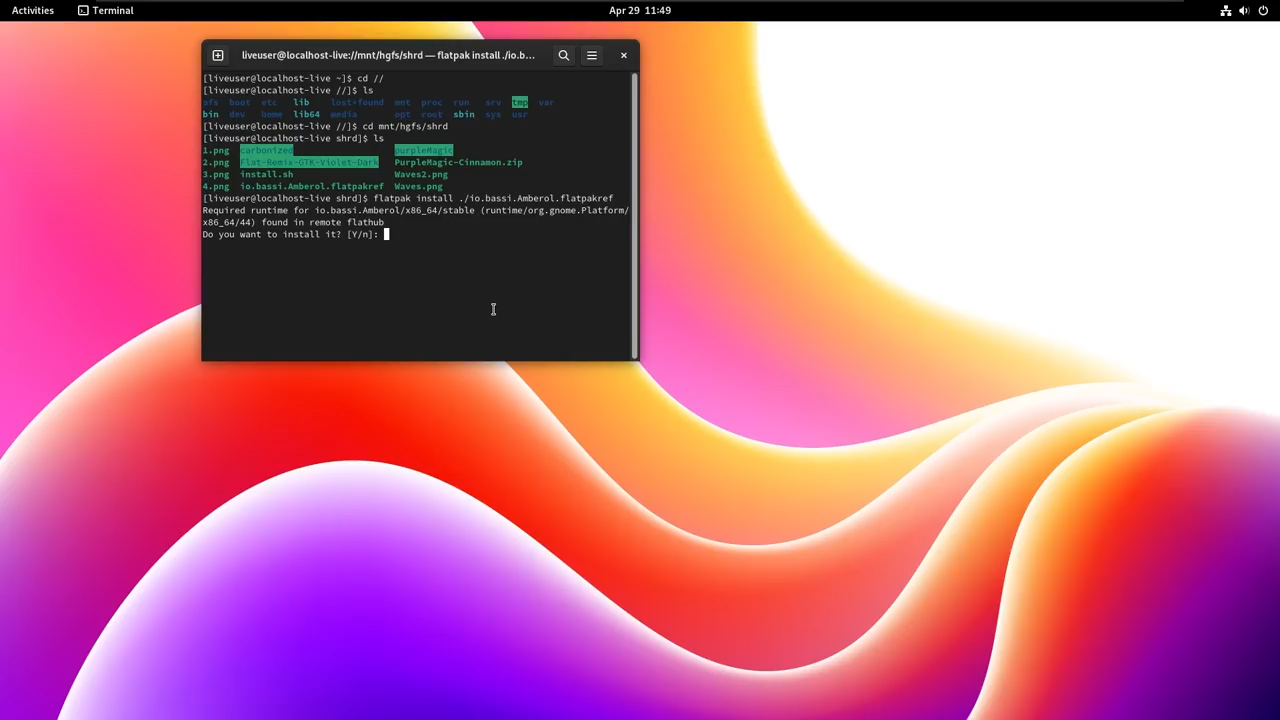 Activities Terminal Apr 29 11:49
liveuser@localhost-live://mnt/hgfs/shrd — flatpak install ./io.b...
[liveuser@localhost-live ~]$ cd //
[liveuser@localhost-live //]$ ls
afs boot etc lib lost+found mnt proc run srv tmp var
bin dev home lib64 media opt root sbin sys usr
[liveuser@localhost-live //]$ cd mnt/hgfs/shrd
[liveuser@localhost-live shrd]$ ls
1.png carbonized purpleMagic
2.png Flat-Remix-GTK-Violet-Dark PurpleMagic-Cinnamon.zip
3.png install.sh Waves2.png
4.png io.bassi.Amberol.flatpakref Waves.png
[liveuser@localhost-live shrd]$ flatpak install ./io.bassi.Amberol.flatpakref
Required runtime for io.bassi.Amberol/x86_64/stable (runtime/org.gnome.Platform/
x86_64/44) found in remote flathub
Do you want to install it? [Y/n]: